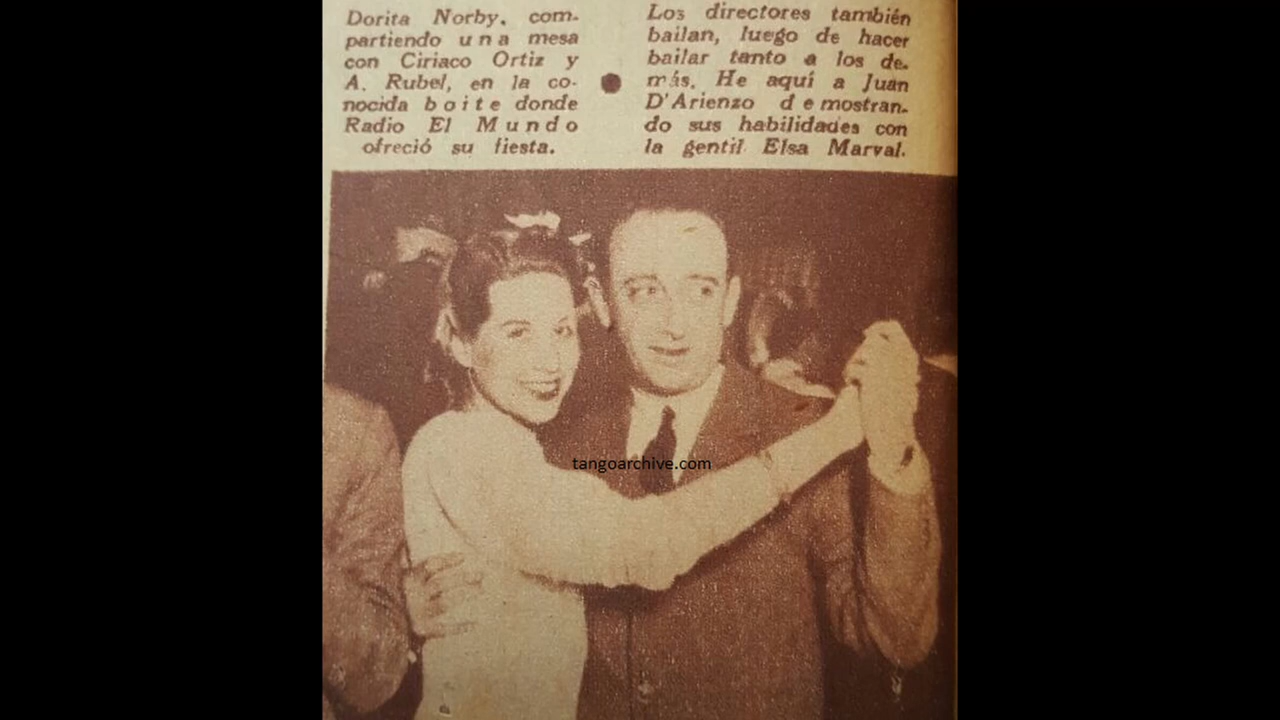 Dorita Norby, com-
partiendo una mesa
con Ciriaco Ortiz y
A. Rubel, en la co-
nocida boite donde
Radio El Mundo
ofreció su fiesta.
Los directores también
bailan, luego de hacer
bailar tanto a los de-
más. He aquí a Juan
D'Arienzo demostran-
do sus habilidades con
la gentil Elsa Marval.
tangoarchive.com